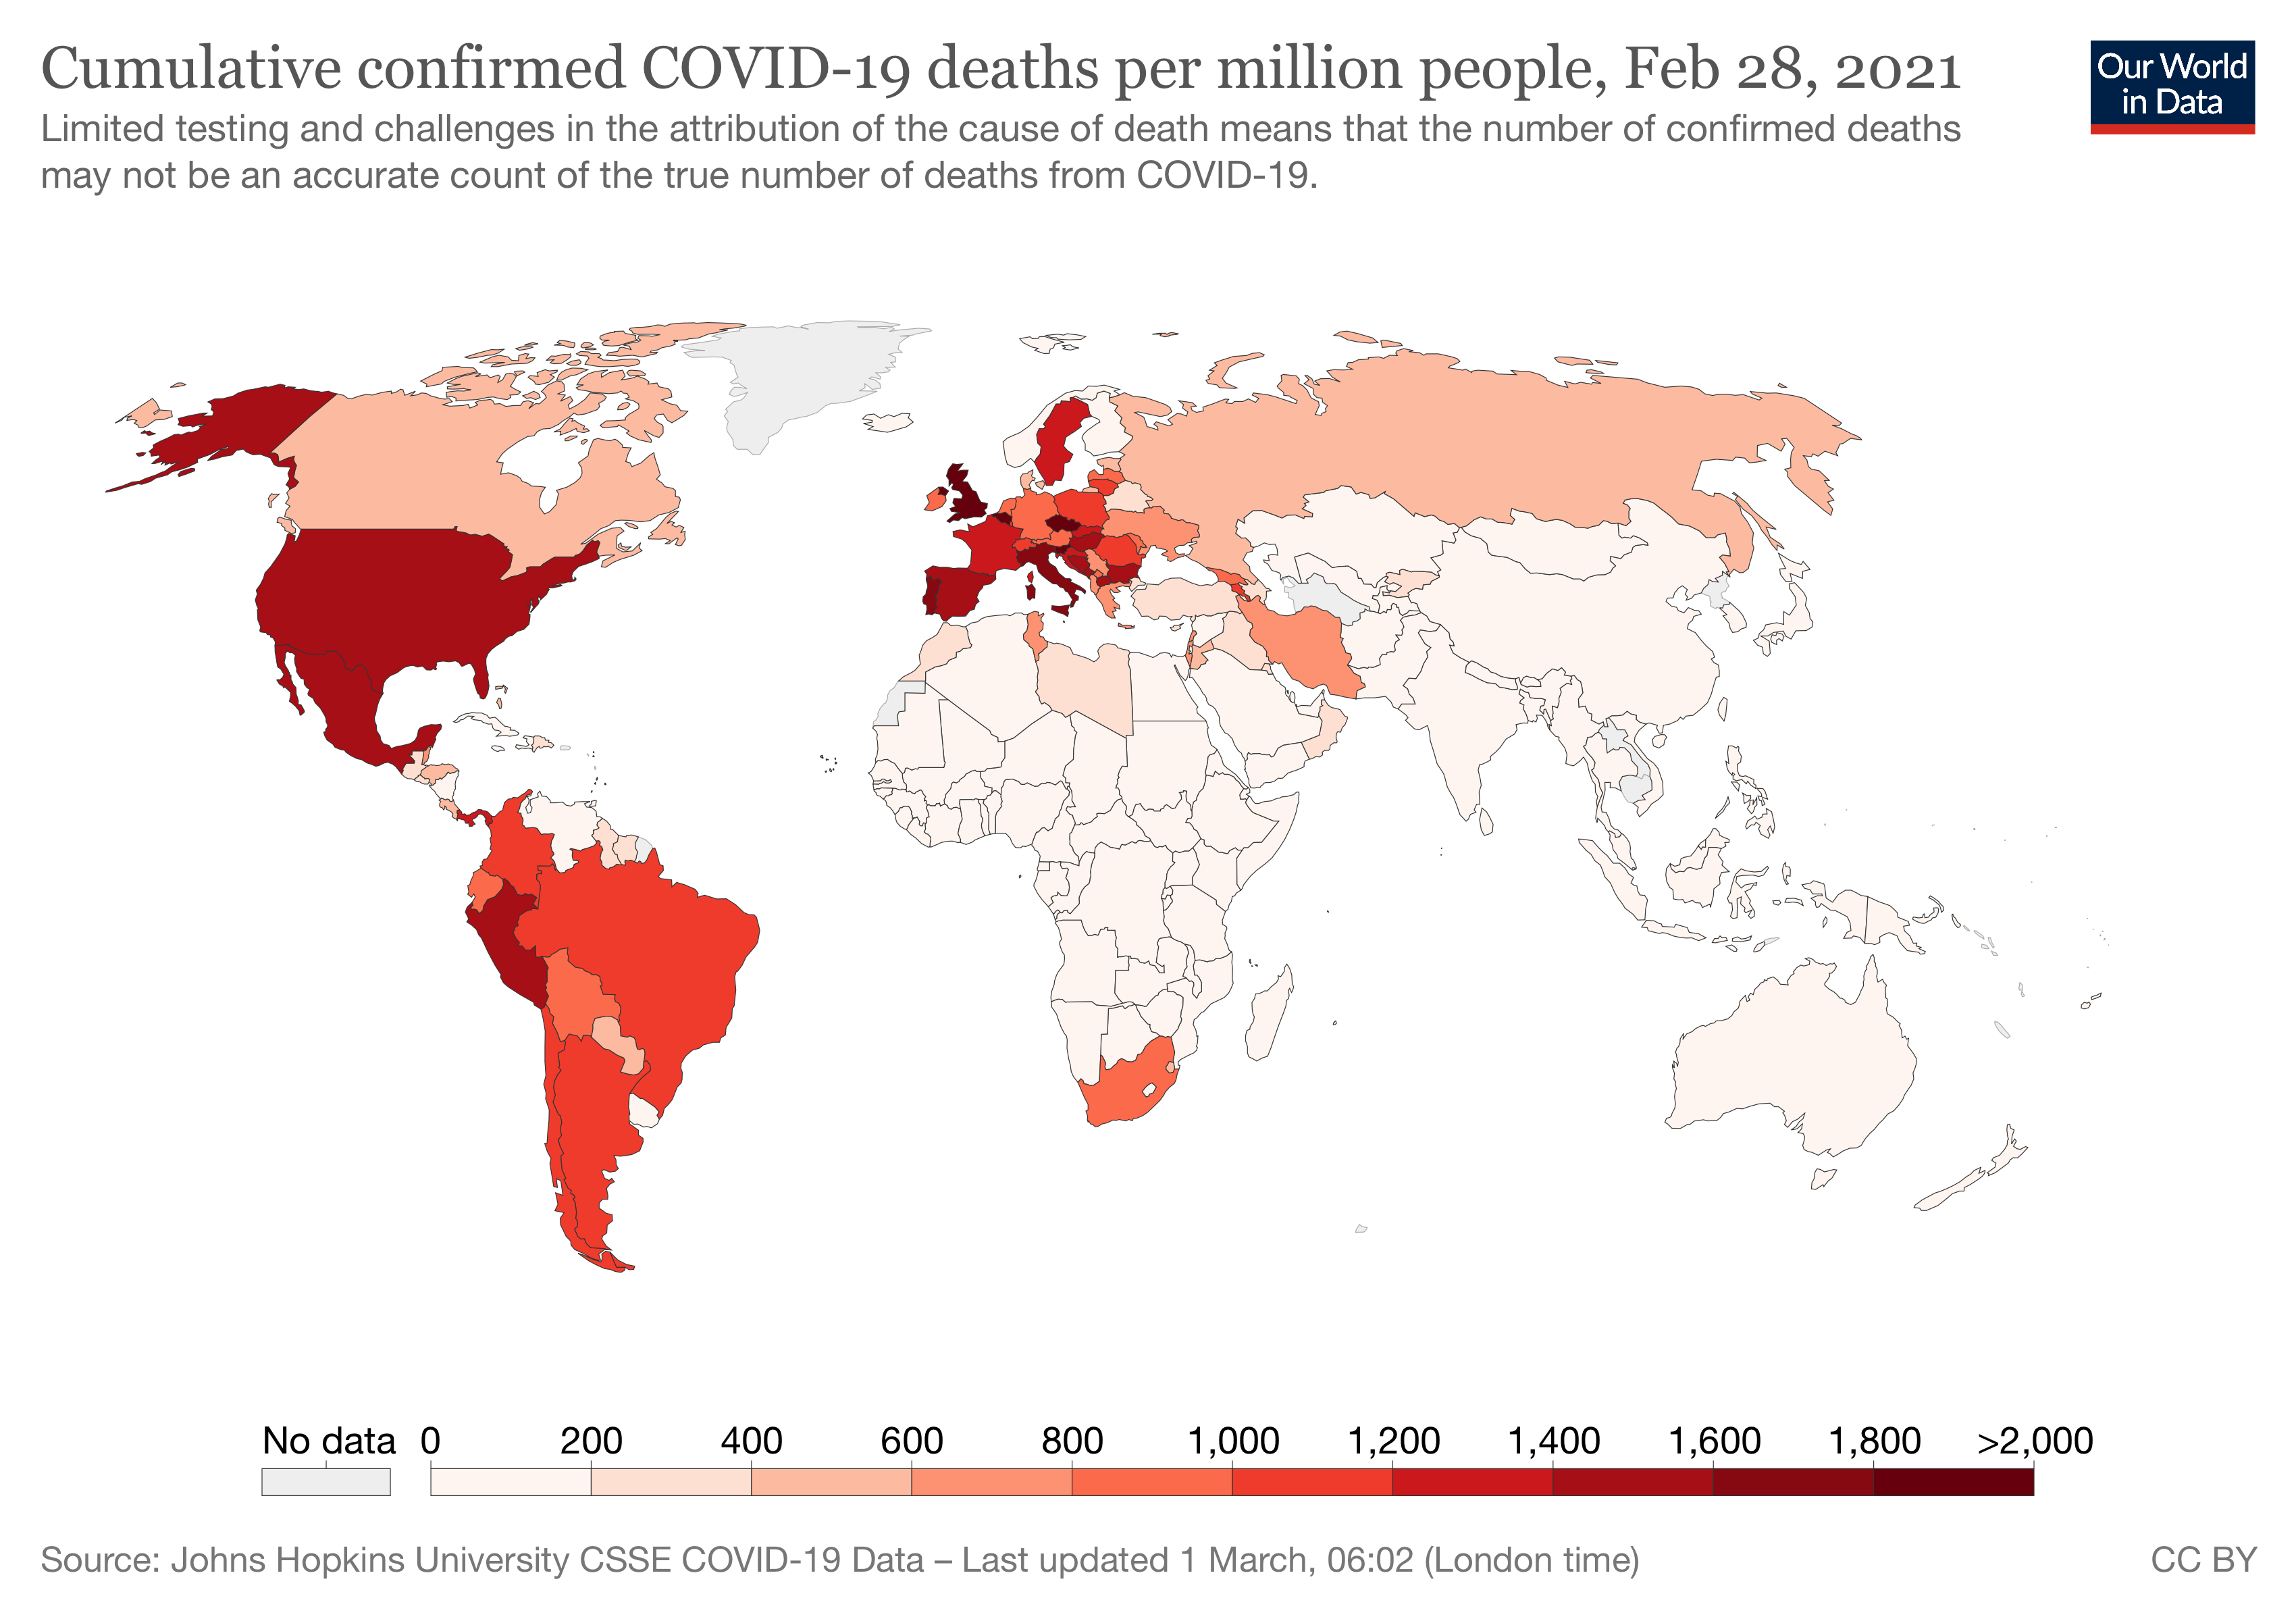 Cumulative confirmed COVID-19 deaths per million people, Feb 28, 2021
Limited testing and challenges in the attribution of the cause of death means that the number of confirmed deaths
may not be an accurate count of the true number of deaths from COVID-19.
Our World
in Data
No data 0 200 400 600 800 1,000 1,200 1,400 1,600 1,800 >2,000
Source: Johns Hopkins University CSSE COVID-19 Data – Last updated 1 March, 06:02 (London time)
CC BY